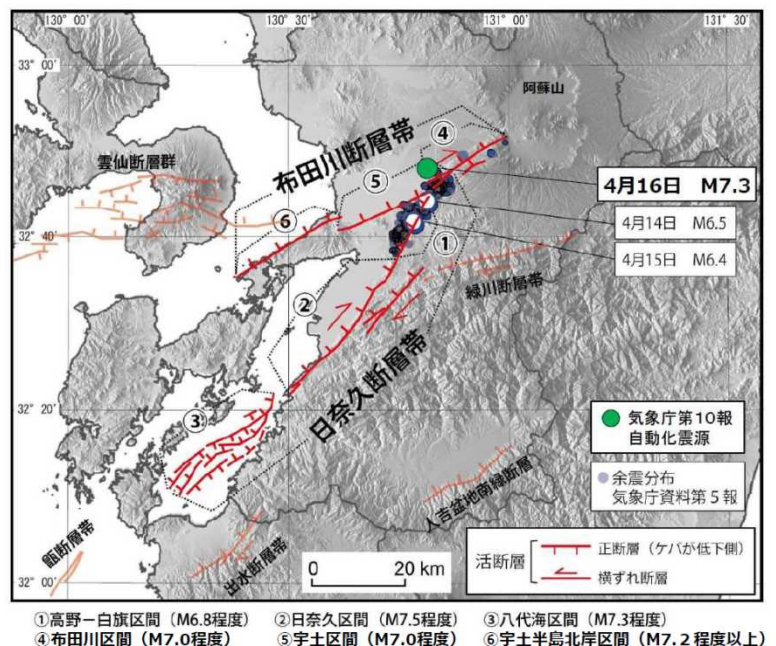 130° 00' 130° 30' 131° 00' 131° 30'
33° 00'
阿蘇山
雲仙断層群
布田川断層帯
④
⑤
4月16日 M7.3
⑥
4月14日 M6.5
32° 40'
①
4月15日 M6.4
緑川断層帯
②
日奈久断層帯
32° 20'
③
気象庁第10報
自動化震源
余震分布
気象庁資料第5報
人吉盆地南縁断層
甑断層帯
出水断層帯
活断層
正断層（ケバが低下側）
横ずれ断層
32° 00'
0 20 km
①高野－白旗区間（M6.8程度） ②日奈久区間（M7.5程度） ③八代海区間（M7.3程度）
④布田川区間（M7.0程度） ⑤宇土区間（M7.0程度） ⑥宇土半島北岸区間（M7.２程度以上）